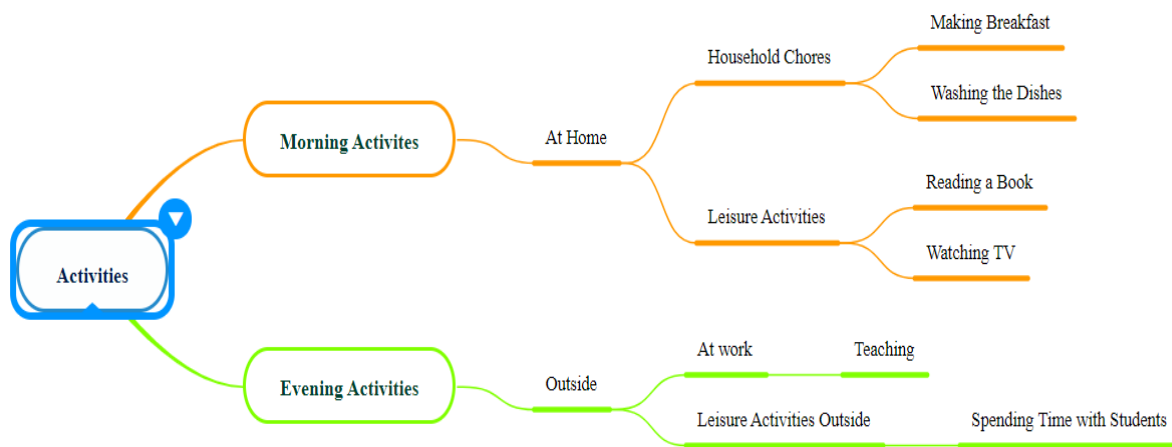 Activities
Morning Activites
At Home
Household Chores
Making Breakfast
Washing the Dishes
Leisure Activities
Reading a Book
Watching TV
Evening Activities
Outside
At work
Teaching
Leisure Activities Outside
Spending Time with Students